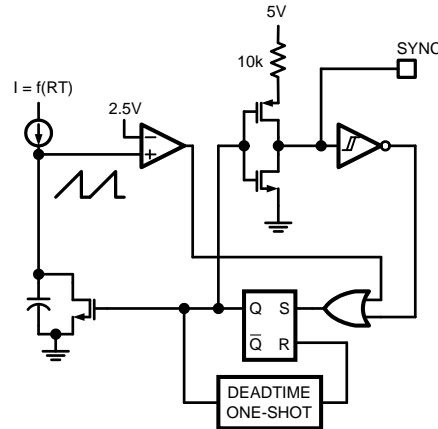 5V
SYNC
10k
I = f(RT)
2.5V
−
+
Q S
Q̅ R
DEADTIME
ONE-SHOT